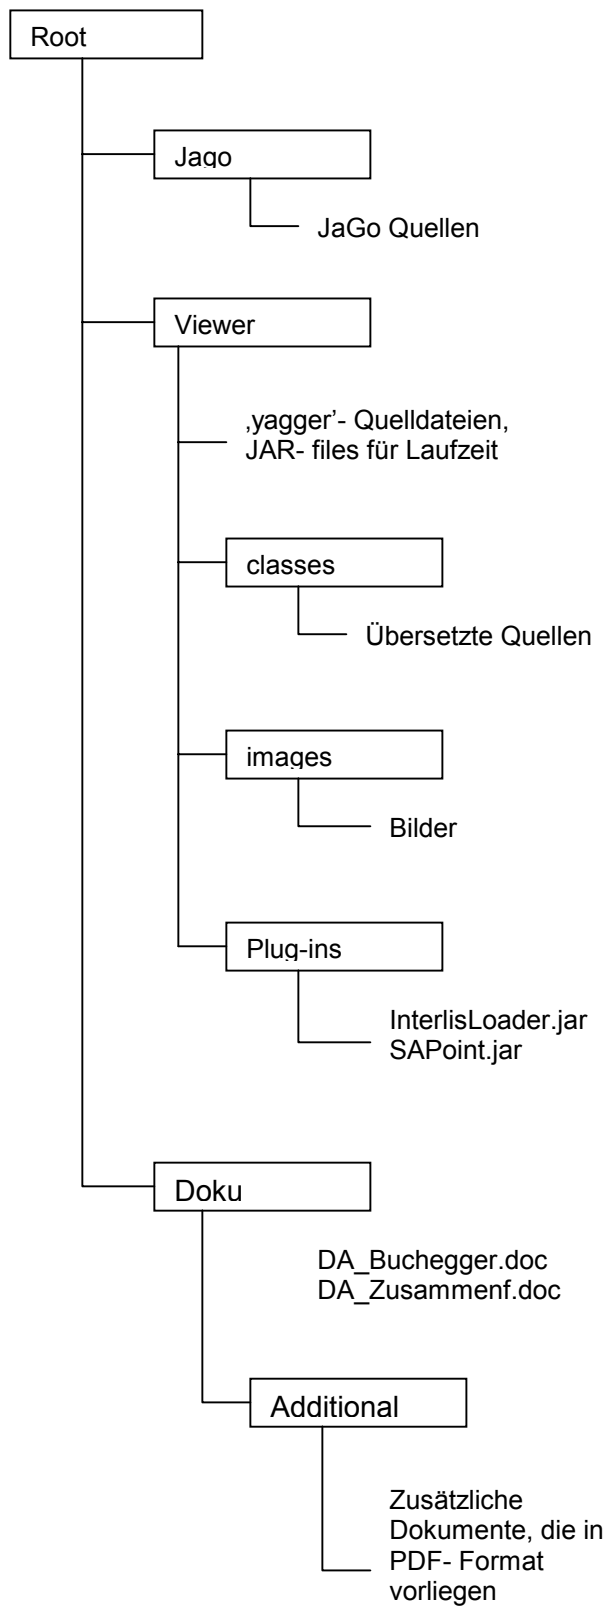 Root
Jago
JaGo Quellen
Viewer
‚yagger’- Quelldateien,
JAR- files für Laufzeit
classes
Übersetzte Quellen
images
Bilder
Plug-ins
InterlisLoader.jar
SAPoint.jar
Doku
DA_Buchegger.doc
DA_Zusammenf.doc
Additional
Zusätzliche
Dokumente, die in
PDF- Format
vorliegen